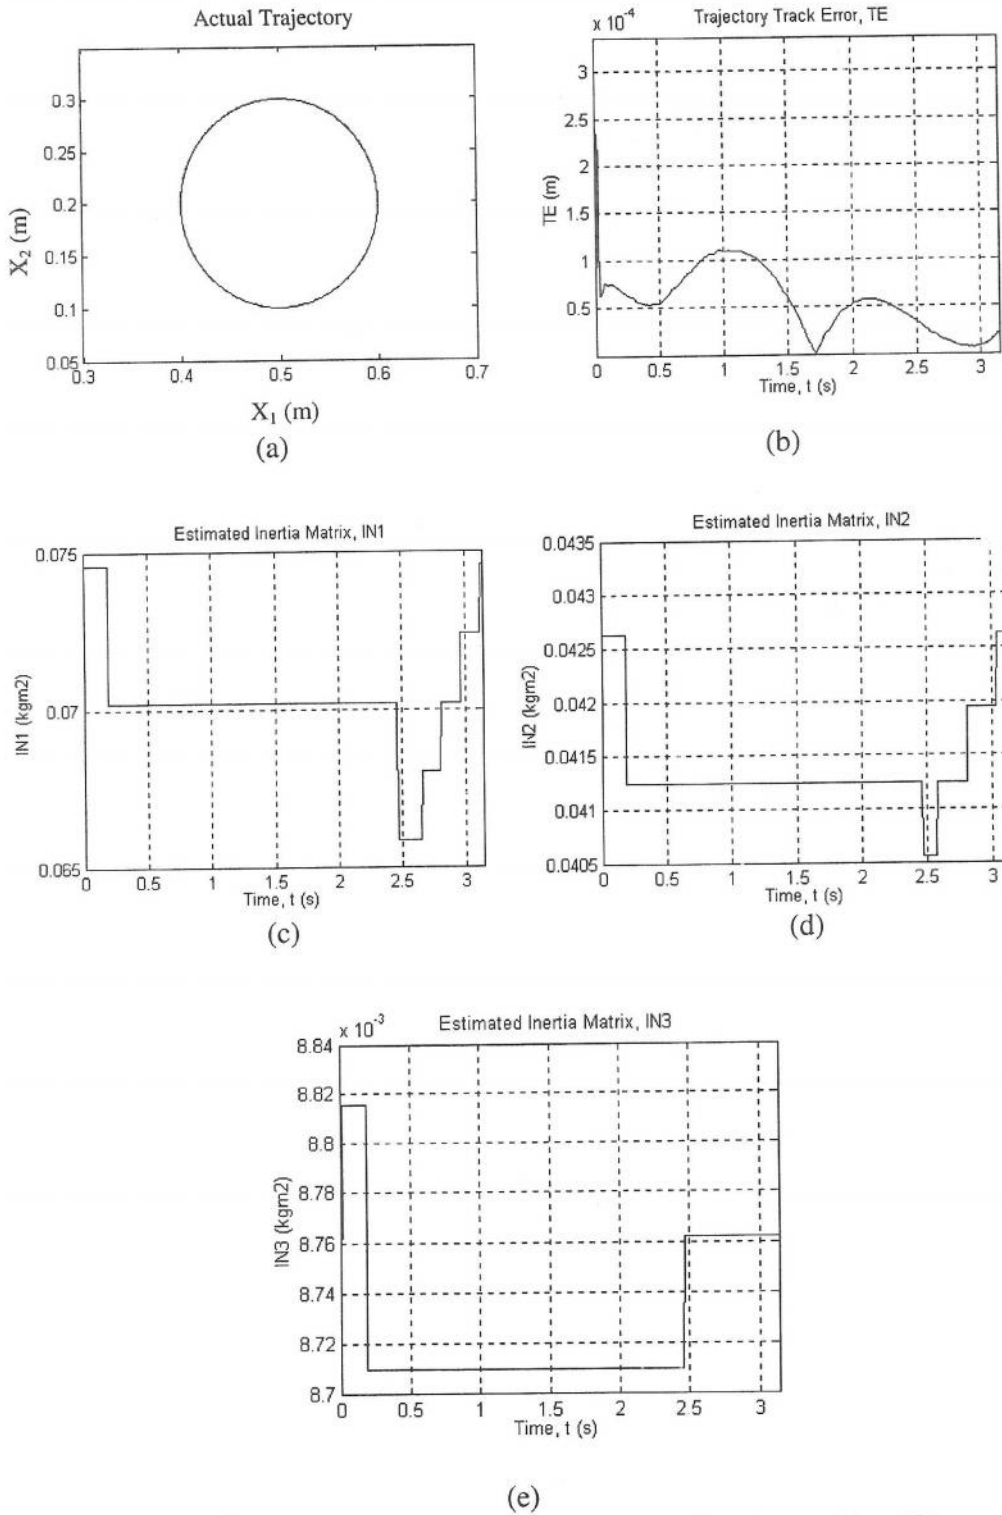 Actual Trajectory
0.3
0.25
0.2
0.15
0.1
0.05
0.3 0.4 0.5 0.6 0.7
X2 (m)
X1 (m)
(a)
x 10-4 Trajectory Track Error, TE
3
2.5
2
1.5
1
0.5
0 0.5 1 1.5 2 2.5 3
TE (m)
Time, t (s)
(b)
Estimated Inertia Matrix, IN1
0.075
0.07
0.065
0 0.5 1 1.5 2 2.5 3
IN1 (kgm2)
Time, t (s)
(c)
Estimated Inertia Matrix, IN2
0.0435
0.043
0.0425
0.042
0.0415
0.041
0.0405
0 0.5 1 1.5 2 2.5 3
IN2 (kgm2)
Time, t (s)
(d)
x 10-3 Estimated Inertia Matrix, IN3
8.84
8.82
8.8
8.78
8.76
8.74
8.72
8.7
0 0.5 1 1.5 2 2.5 3
IN3 (kgm2)
Time, t (s)
(e)